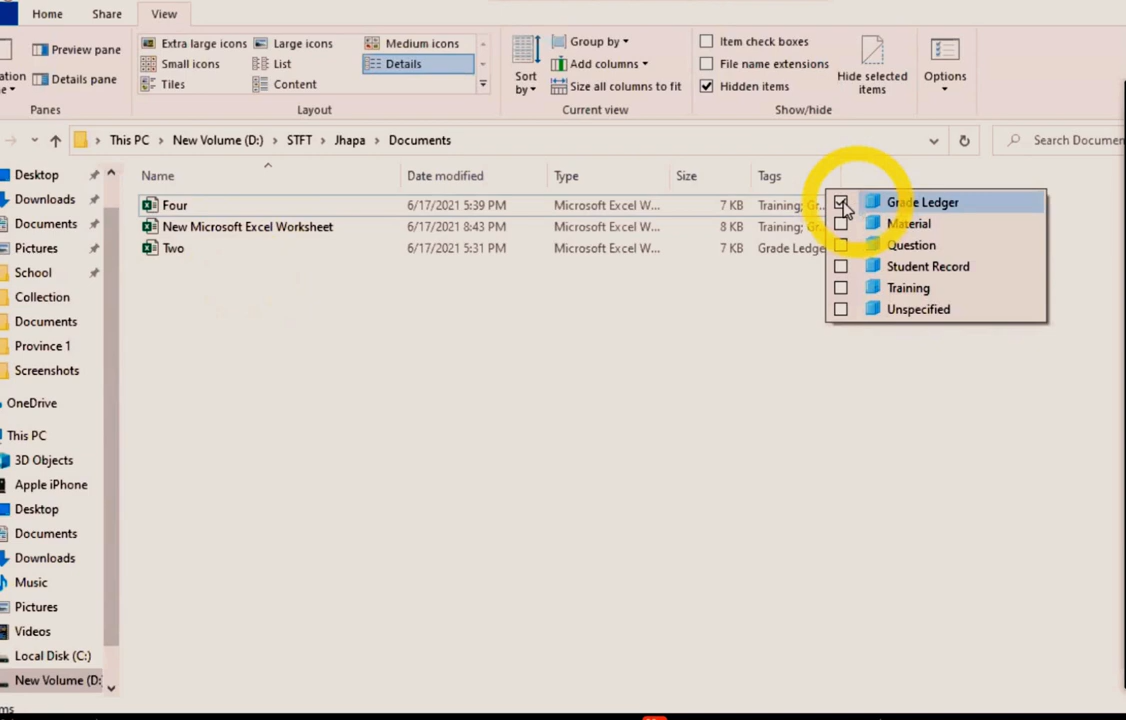 Home Share View
Preview pane
Details pane
Panes
Extra large icons Large icons Medium icons
Small icons List Details
Tiles Content
Layout
Sort by
Group by
Add columns
Size all columns to fit
Current view
Item check boxes
File name extensions
Hidden items
Hide selected items
Show/hide
Options
This PC > New Volume (D:) > STFT > Jhapa > Documents
Search Documen
Name Date modified Type Size Tags
Four 6/17/2021 5:39 PM Microsoft Excel W... 7 KB Training; Gr...
New Microsoft Excel Worksheet 6/17/2021 8:43 PM Microsoft Excel W... 8 KB Training; Gr...
Two 6/17/2021 5:31 PM Microsoft Excel W... 7 KB Grade Ledge
Grade Ledger
Material
Question
Student Record
Training
Unspecified
Desktop
Downloads
Documents
Pictures
School
Collection
Documents
Province 1
Screenshots
OneDrive
This PC
3D Objects
Apple iPhone
Desktop
Documents
Downloads
Music
Pictures
Videos
Local Disk (C:)
New Volume (D: